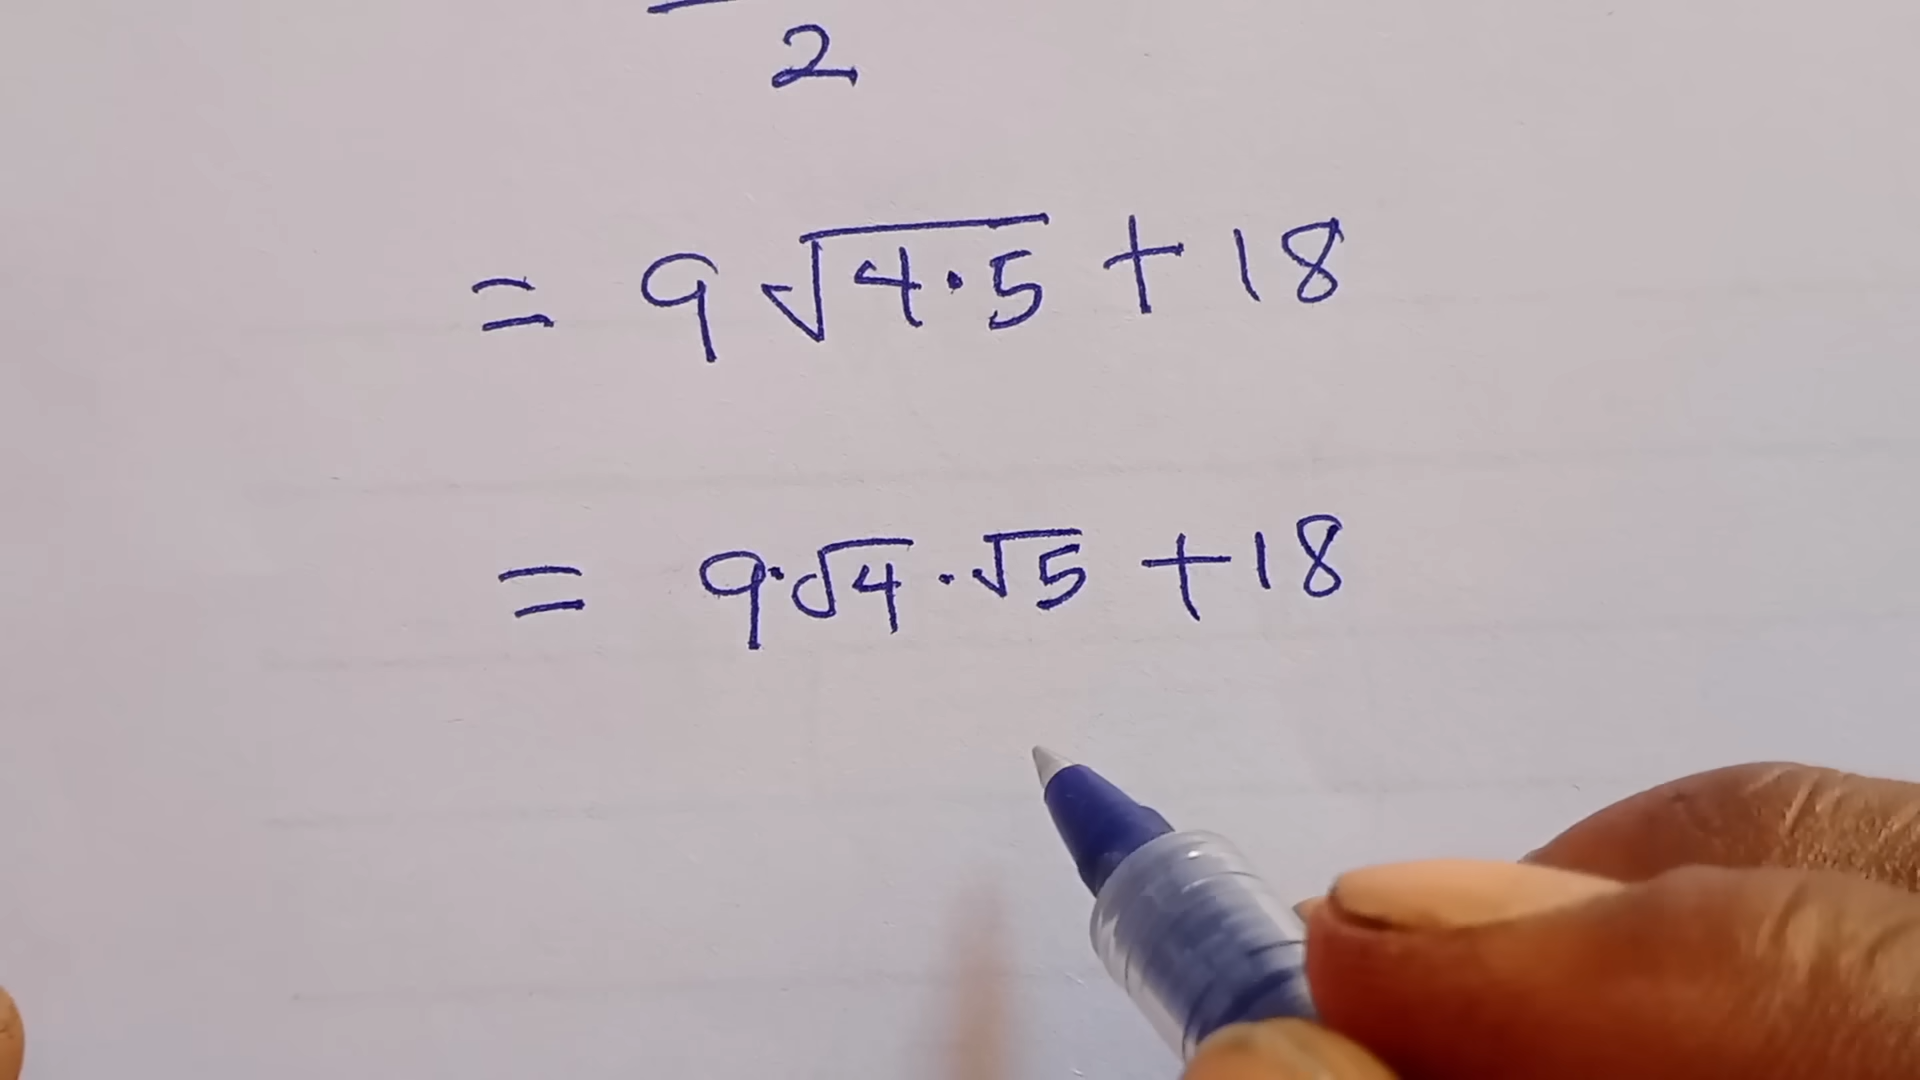 2
= 9√4·5 + 18
= 9·√4·√5 + 18